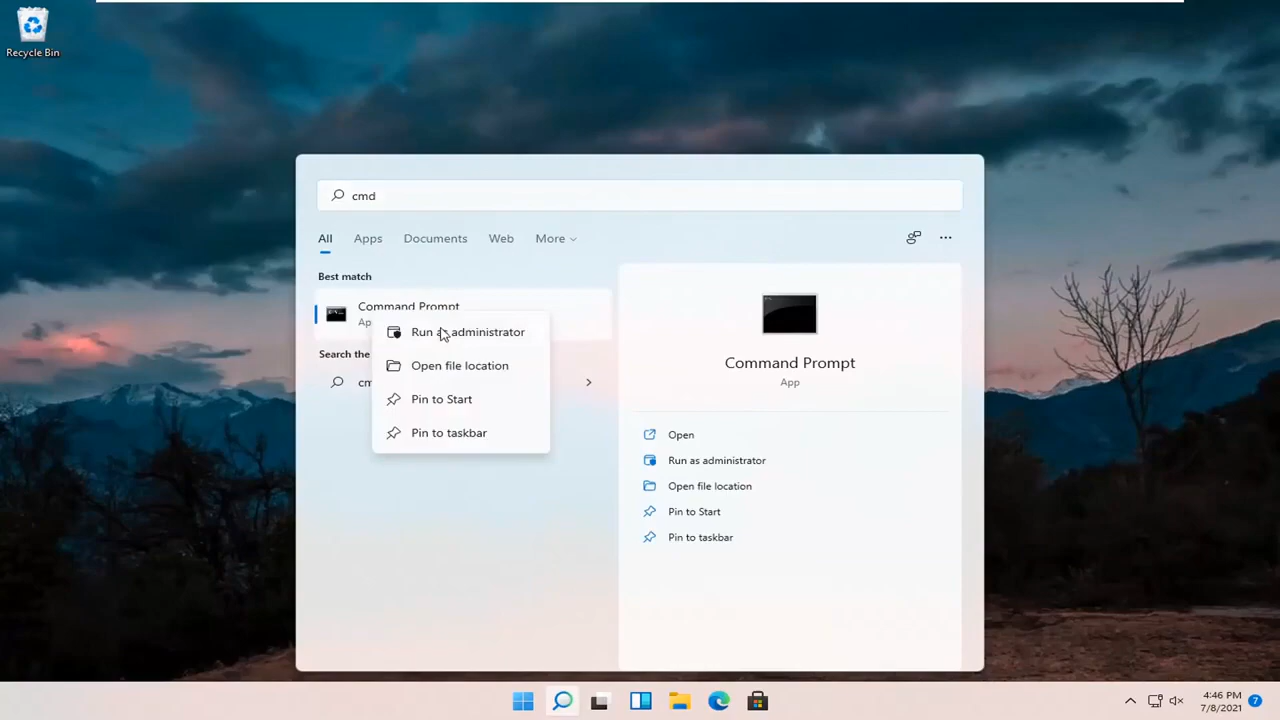 Recycle Bin
cmd
All Apps Documents Web More
Best match
Command Prompt
Search the
Run as administrator
Open file location
Pin to Start
Pin to taskbar
Command Prompt
App
Open
Run as administrator
Open file location
Pin to Start
Pin to taskbar
4:46 PM
7/8/2021
7